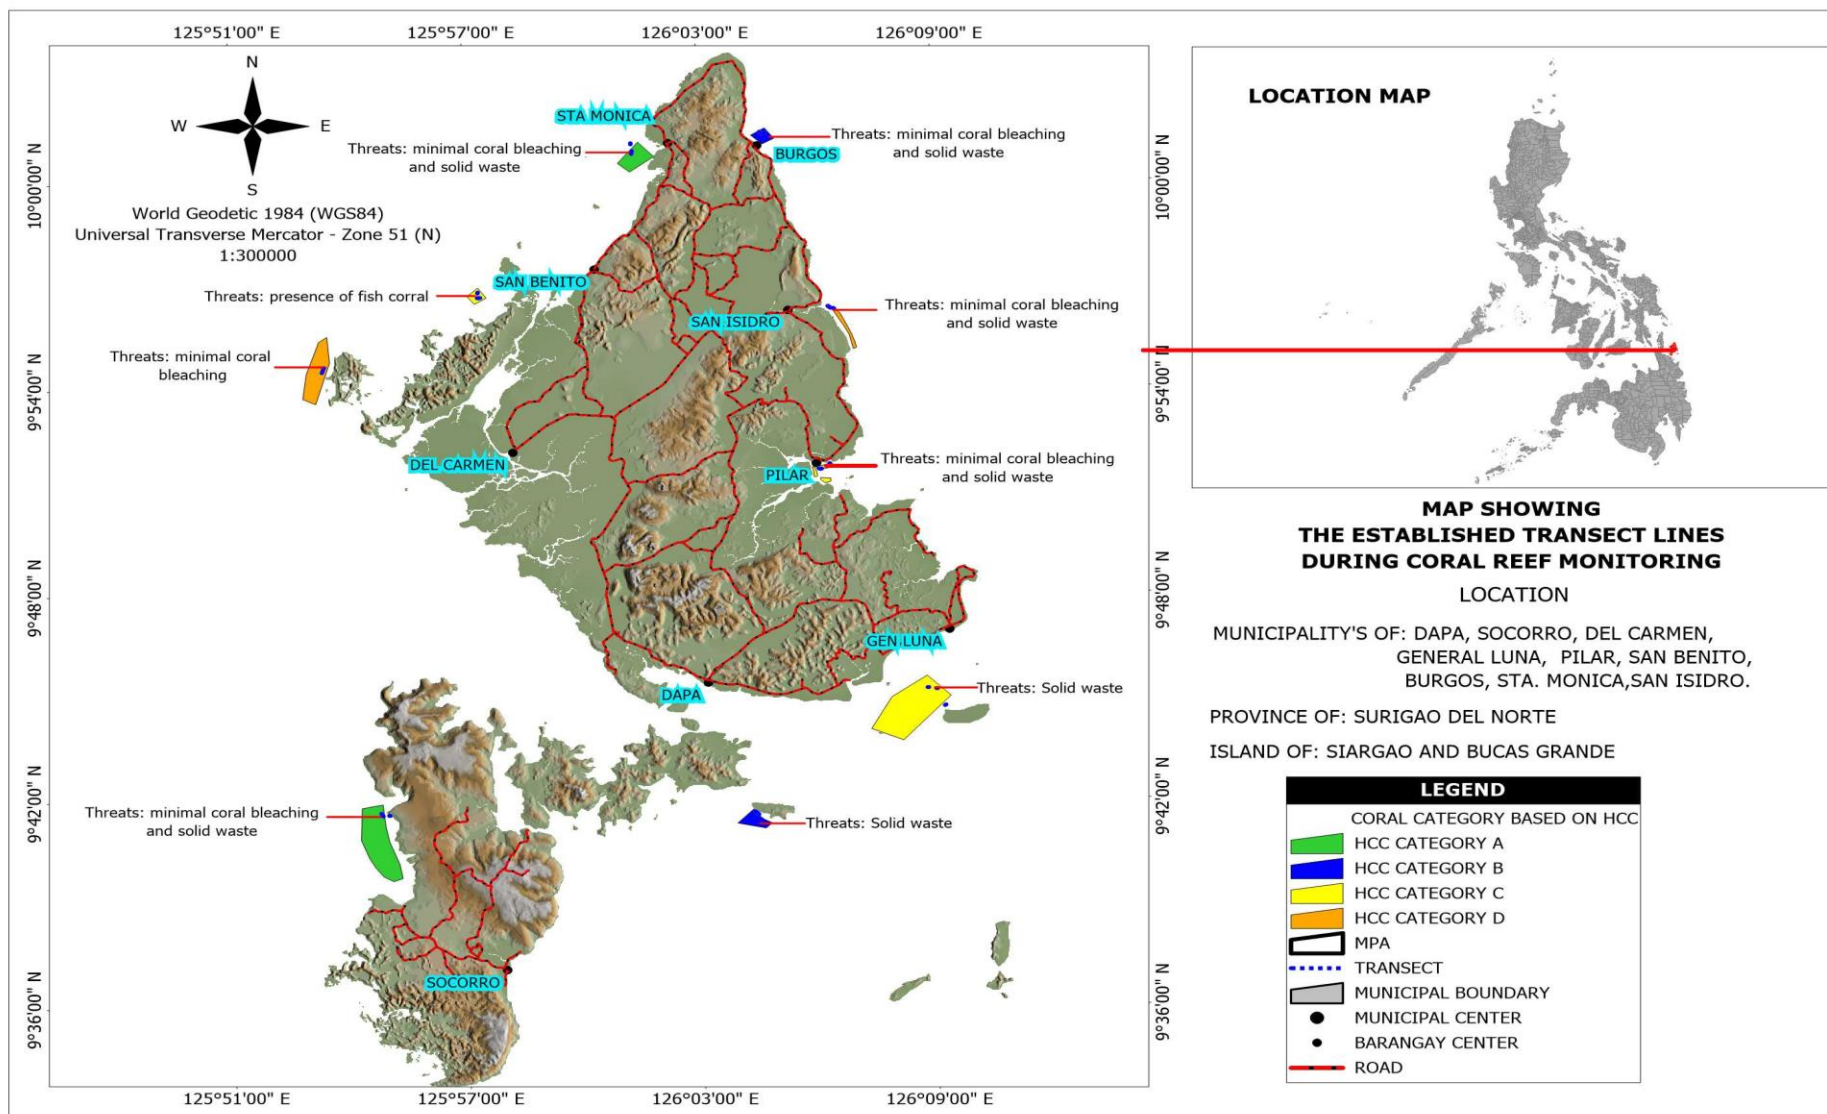 125°51'00" E
125°57'00" E
126°03'00" E
126°09'00" E
N
W
E
S
World Geodetic 1984 (WGS84)
Universal Transverse Mercator - Zone 51 (N)
1:300000
10°00'00" N
9°54'00" N
9°48'00" N
9°42'00" N
9°36'00" N
STA MONICA
Threats: minimal coral bleaching
and solid waste
BURGOS
Threats: minimal coral bleaching
and solid waste
SAN BENITO
Threats: presence of fish corral
SAN ISIDRO
Threats: minimal coral bleaching
and solid waste
Threats: minimal coral
bleaching
DEL CARMEN
PILAR
Threats: minimal coral bleaching
and solid waste
GEN LUNA
DAPA
Threats: Solid waste
Threats: minimal coral bleaching
and solid waste
Threats: Solid waste
SOCORRO
10°00'00" N
9°54'00" N
9°48'00" N
9°42'00" N
9°36'00" N
125°51'00" E
125°57'00" E
126°03'00" E
126°09'00" E
LOCATION MAP
MAP SHOWING
THE ESTABLISHED TRANSECT LINES
DURING CORAL REEF MONITORING
LOCATION
MUNICIPALITY'S OF: DAPA, SOCORRO, DEL CARMEN,
GENERAL LUNA, PILAR, SAN BENITO,
BURGOS, STA. MONICA,SAN ISIDRO.
PROVINCE OF: SURIGAO DEL NORTE
ISLAND OF: SIARGAO AND BUCAS GRANDE
LEGEND
CORAL CATEGORY BASED ON HCC
HCC CATEGORY A
HCC CATEGORY B
HCC CATEGORY C
HCC CATEGORY D
MPA
TRANSECT
MUNICIPAL BOUNDARY
MUNICIPAL CENTER
BARANGAY CENTER
ROAD